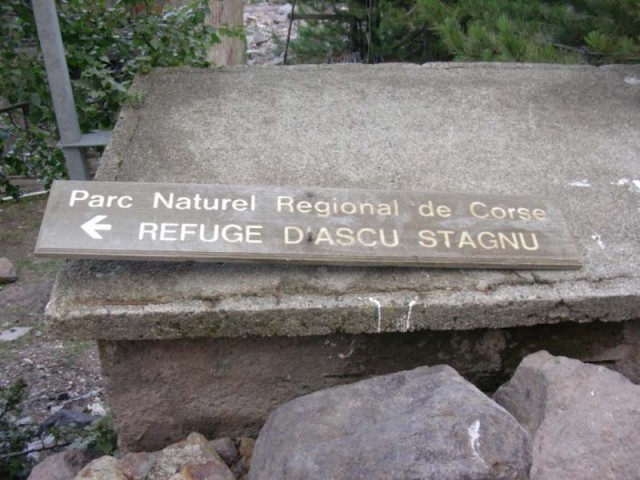 Parc Naturel Regional de Corse
← REFUGE D'ASCU STAGNU